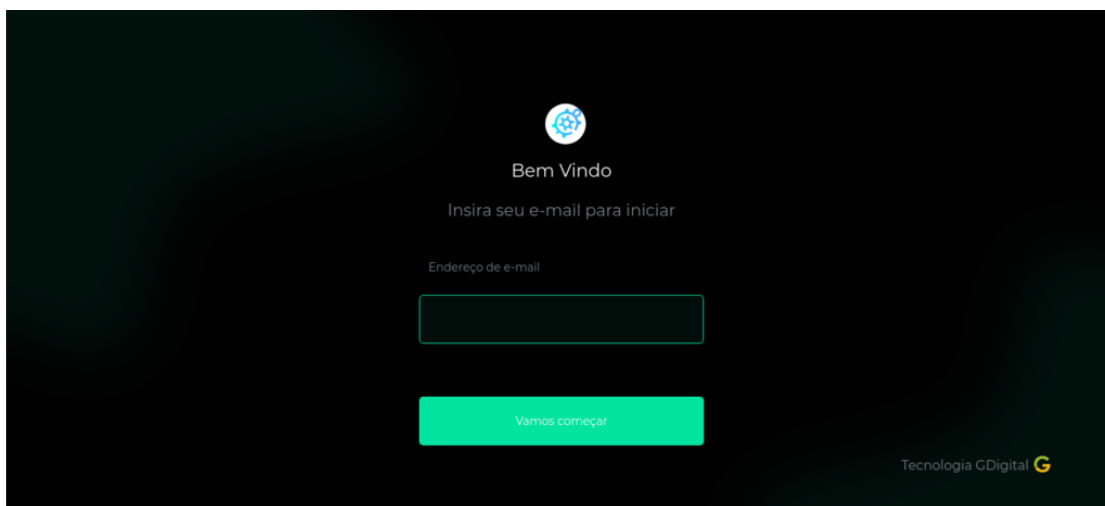 Bem Vindo
Insira seu e-mail para iniciar
Endereço de e-mail
Vamos começar
Tecnologia GDigital G